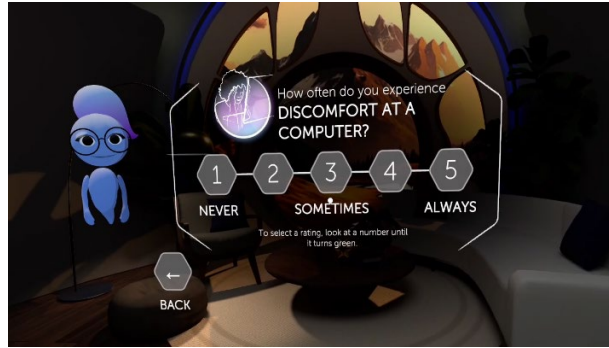 How often do you experience
DISCOMFORT AT A
COMPUTER?
1 2 3 4 5
NEVER SOMETIMES ALWAYS
To select a rating, look at a number until
it turns green.
←
BACK